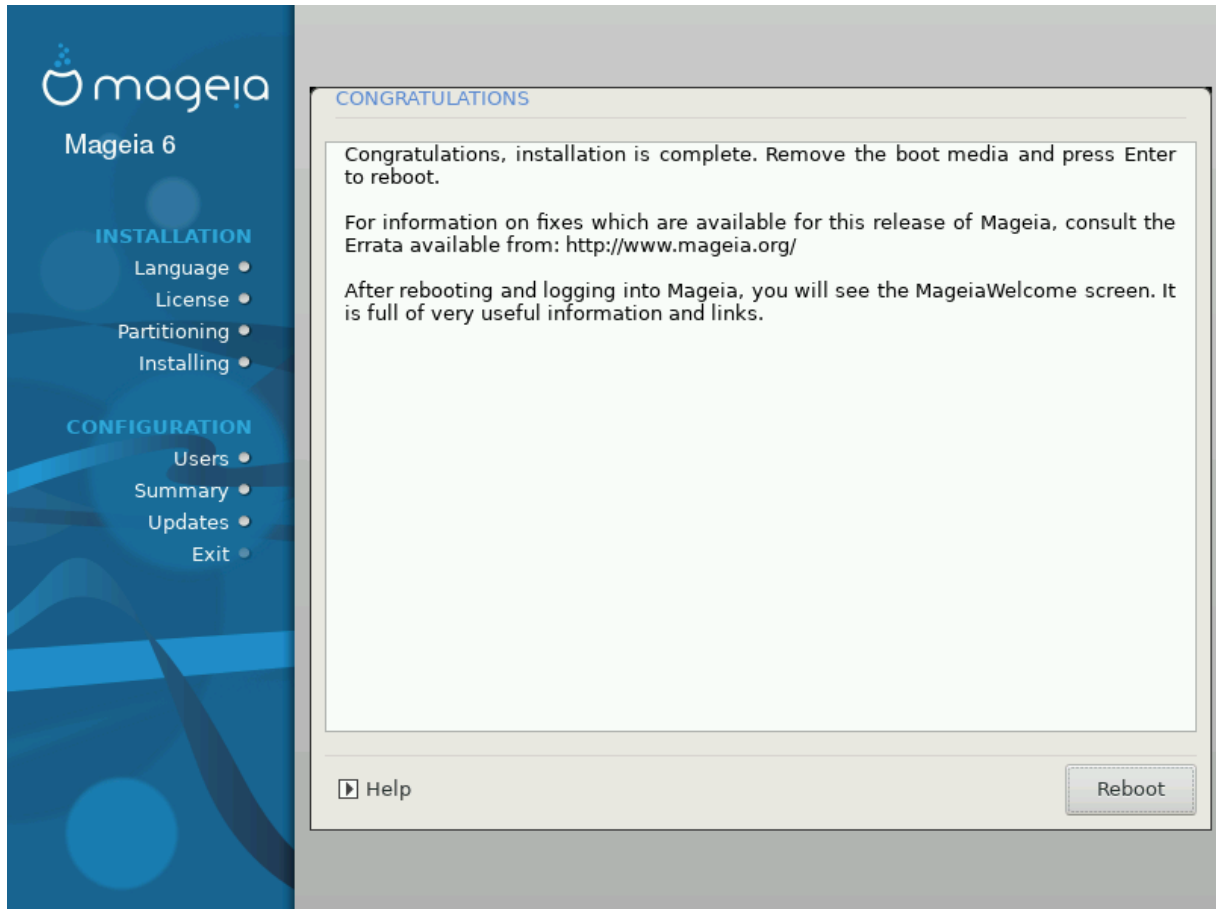 mageia
Mageia 6
INSTALLATION
Language
License
Partitioning
Installing
CONFIGURATION
Users
Summary
Updates
Exit
CONGRATULATIONS
Congratulations, installation is complete. Remove the boot media and press Enter
to reboot.
For information on fixes which are available for this release of Mageia, consult the
Errata available from: http://www.mageia.org/
After rebooting and logging into Mageia, you will see the MageiaWelcome screen. It
is full of very useful information and links.
Help
Reboot